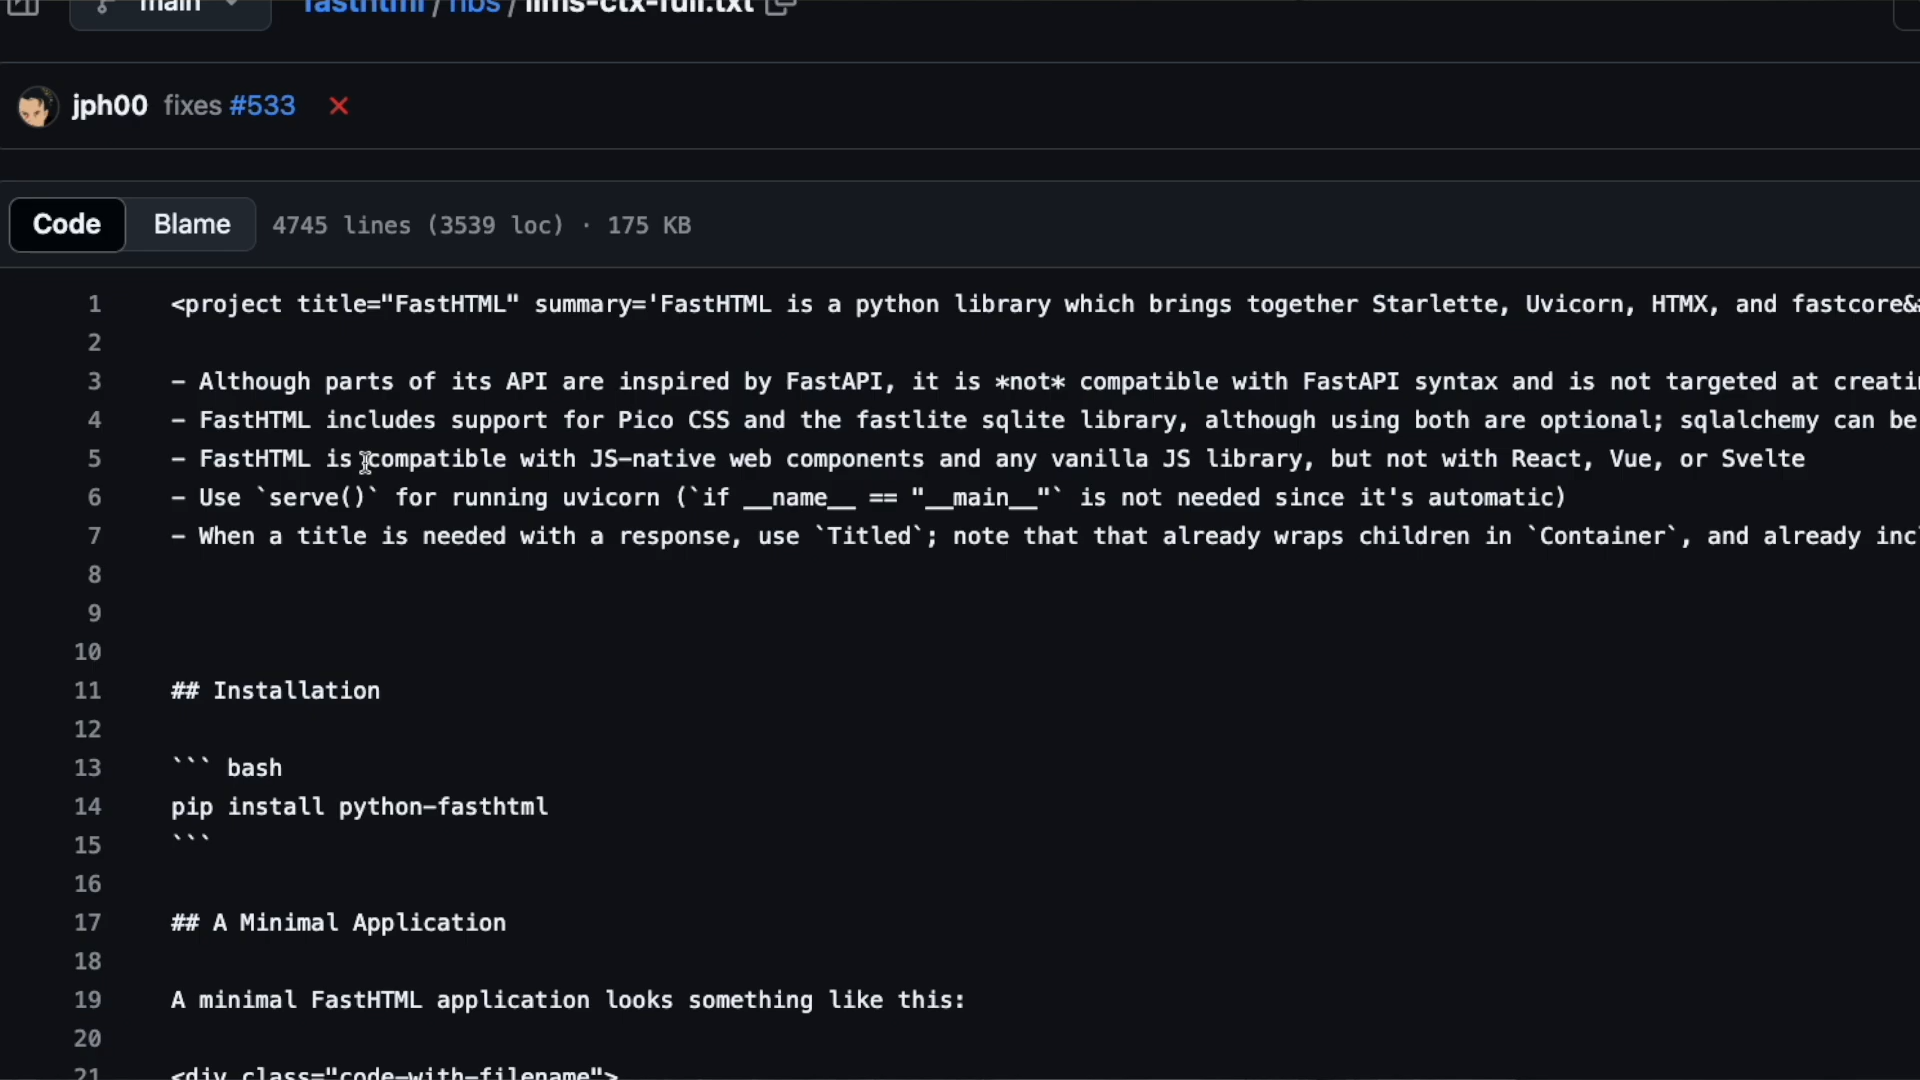 main fasthtml / nbs / llms-ctx-full.txt
jph00 fixes #533
Code Blame 4745 lines (3539 loc) · 175 KB
1 <project title="FastHTML" summary='FastHTML is a python library which brings together Starlette, Uvicorn, HTMX, and fastcore&
2
3 - Although parts of its API are inspired by FastAPI, it is *not* compatible with FastAPI syntax and is not targeted at creati
4 - FastHTML includes support for Pico CSS and the fastlite sqlite library, although using both are optional; sqlalchemy can be
5 - FastHTML is compatible with JS-native web components and any vanilla JS library, but not with React, Vue, or Svelte
6 - Use `serve()` for running uvicorn (`if __name__ == "__main__"` is not needed since it's automatic)
7 - When a title is needed with a response, use `Titled`; note that that already wraps children in `Container`, and already incl
8
9
10
11 ## Installation
12
13 ``` bash
14 pip install python-fasthtml
15 ```
16
17 ## A Minimal Application
18
19 A minimal FastHTML application looks something like this:
20
21 <div class="code-with-filename">